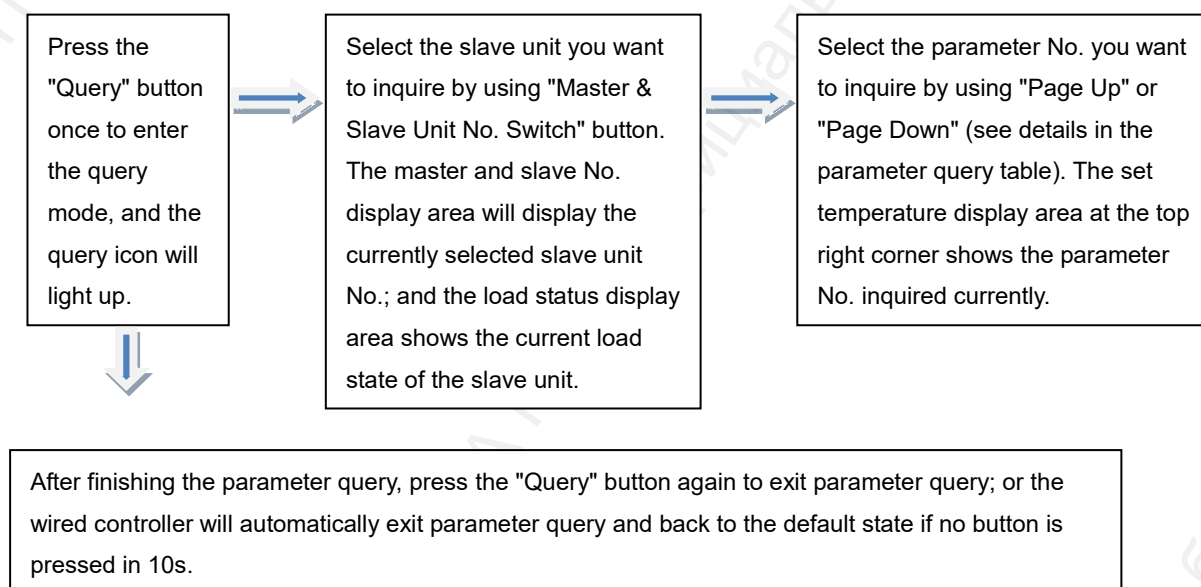 Press the
"Query" button
once to enter
the query
mode, and the
query icon will
light up.
Select the slave unit you want
to inquire by using "Master &
Slave Unit No. Switch" button.
The master and slave No.
display area will display the
currently selected slave unit
No.; and the load status display
area shows the current load
state of the slave unit.
Select the parameter No. you want
to inquire by using "Page Up" or
"Page Down" (see details in the
parameter query table). The set
temperature display area at the top
right corner shows the parameter
No. inquired currently.
After finishing the parameter query, press the "Query" button again to exit parameter query; or the
wired controller will automatically exit parameter query and back to the default state if no button is
pressed in 10s.